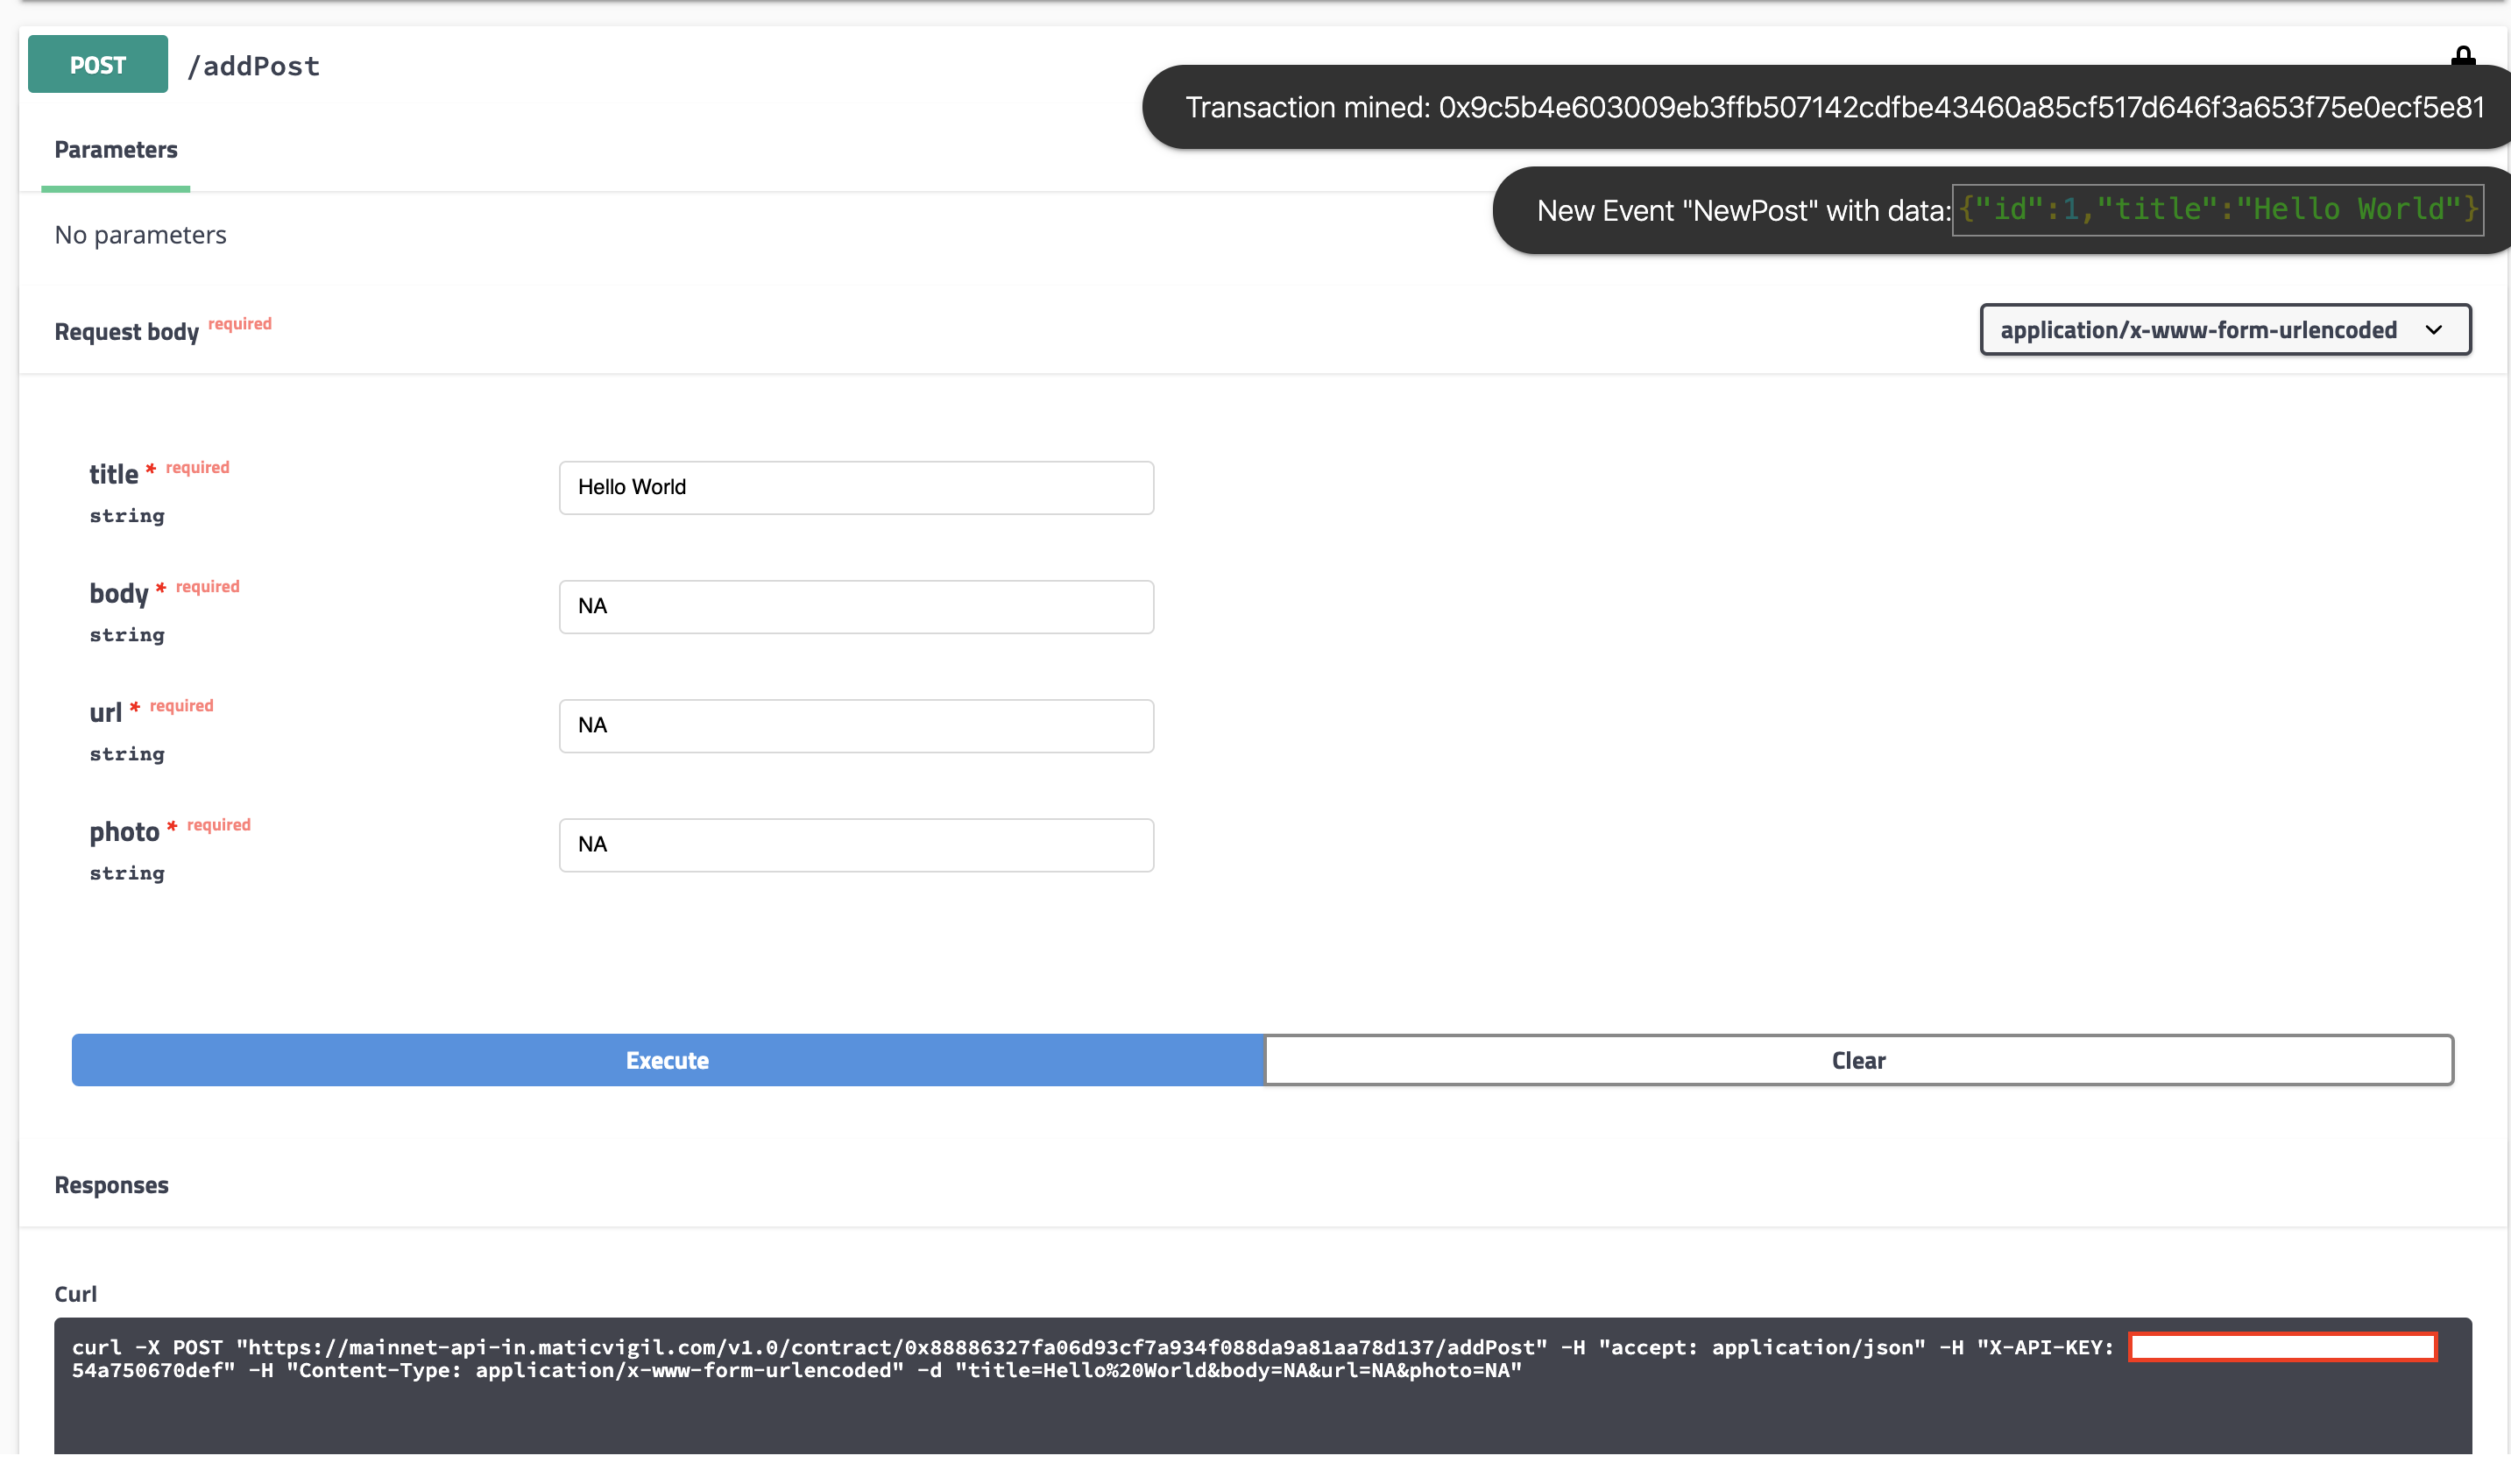 POST /addPost
Transaction mined: 0x9c5b4e603009eb3ffb507142cdfbe43460a85cf517d646f3a653f75e0ecf5e81
Parameters
New Event "NewPost" with data: {"id":1,"title":"Hello World"}
No parameters
Request body required
application/x-www-form-urlencoded
title * required
Hello World
string
body * required
NA
string
url * required
NA
string
photo * required
NA
string
Execute
Clear
Responses
Curl
curl -X POST "https://mainnet-api-in.maticvigil.com/v1.0/contract/0x88886327fa06d93cf7a934f088da9a81aa78d137/addPost" -H "accept: application/json" -H "X-API-KEY:
54a750670def" -H "Content-Type: application/x-www-form-urlencoded" -d "title=Hello%20World&body=NA&url=NA&photo=NA"